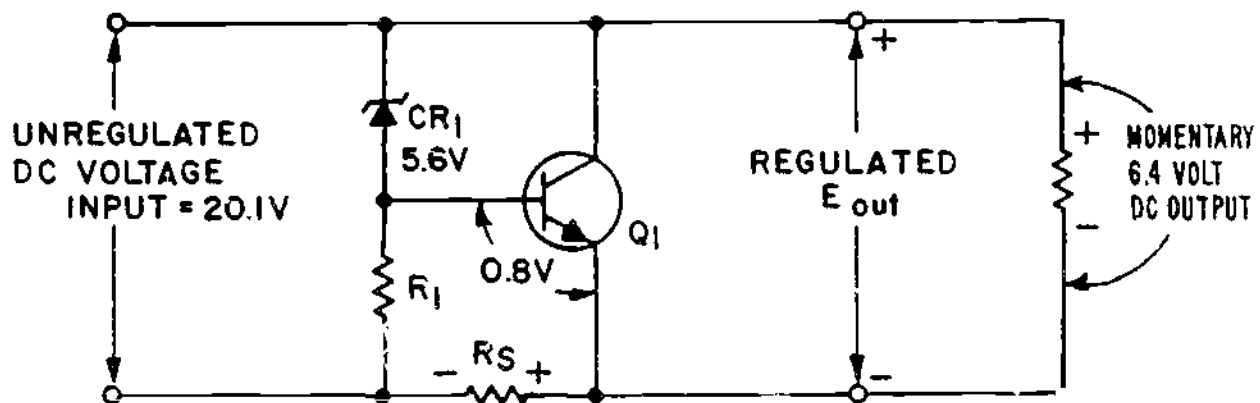 UNREGULATED
DC VOLTAGE
INPUT = 20.1V
CR1
5.6V
R1
0.8V
Q1
- RS +
+
REGULATED
Eout
-
+
-
MOMENTARY
6.4 VOLT
DC OUTPUT